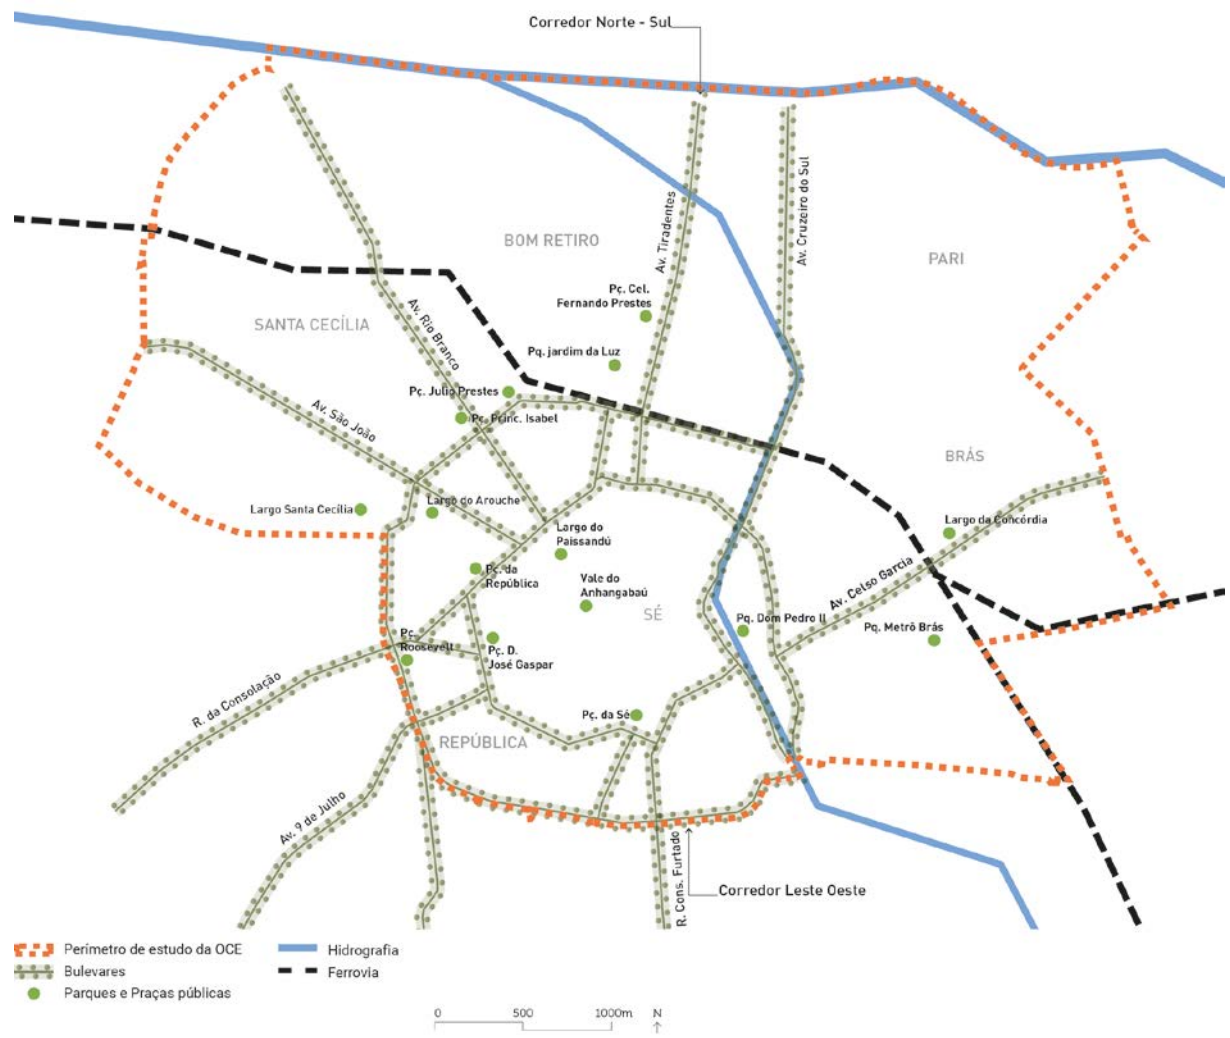 Corredor Norte - Sul
Av. Tiradentes
Av. Cruzeiro do Sul
BOM RETIRO
PARI
Pç. Cel.
Fernando Prestes
SANTA CECÍLIA
Av. Rio Branco
Pq. jardim da Luz
Pç. Julio Prestes
Pç. Princ. Isabel
Av. São João
BRÁS
Largo Santa Cecília
Largo do Arouche
Largo da Concórdia
Largo do
Paissandú
Pç. da
República
Vale do
Anhangabaú
Av. Celso Garcia
SÉ
Pq. Dom Pedro II
Pq. Metrô Brás
Pç.
Roosevelt
Pç. D.
José Gaspar
R. da Consolação
Pç. da Sé
REPÚBLICA
Av. 9 de Julho
R. Cons. Furtado
Corredor Leste Oeste
Perímetro de estudo da OCE
Hidrografia
Bulevares
Ferrovia
Parques e Praças públicas
0 500 1000m N